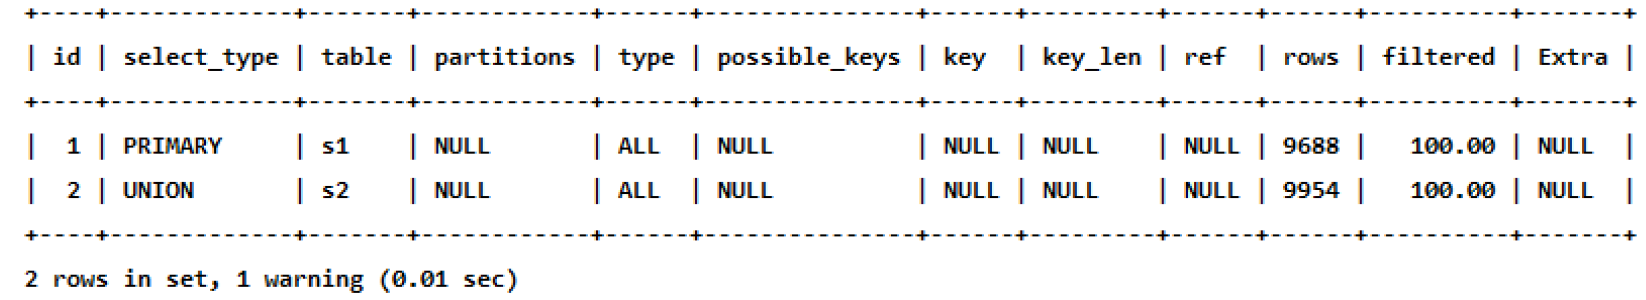 +----+-------------+-------+------------+------+---------------+------+---------+------+------+----------+-------+
| id | select_type | table | partitions | type | possible_keys | key  | key_len | ref  | rows | filtered | Extra |
+----+-------------+-------+------------+------+---------------+------+---------+------+------+----------+-------+
|  1 | PRIMARY     | s1    | NULL       | ALL  | NULL          | NULL | NULL    | NULL | 9688 |   100.00 | NULL  |
|  2 | UNION       | s2    | NULL       | ALL  | NULL          | NULL | NULL    | NULL | 9954 |   100.00 | NULL  |
+----+-------------+-------+------------+------+---------------+------+---------+------+------+----------+-------+
2 rows in set, 1 warning (0.01 sec)